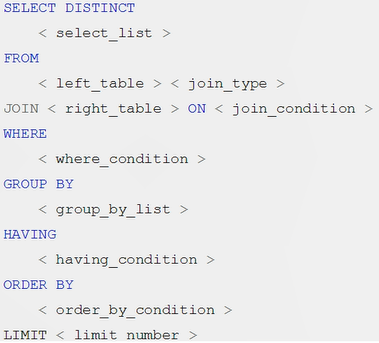 SELECT DISTINCT
< select_list >
FROM
< left_table > < join_type >
JOIN < right_table > ON < join_condition >
WHERE
< where_condition >
GROUP BY
< group_by_list >
HAVING
< having_condition >
ORDER BY
< order_by_condition >
LIMIT < limit number >